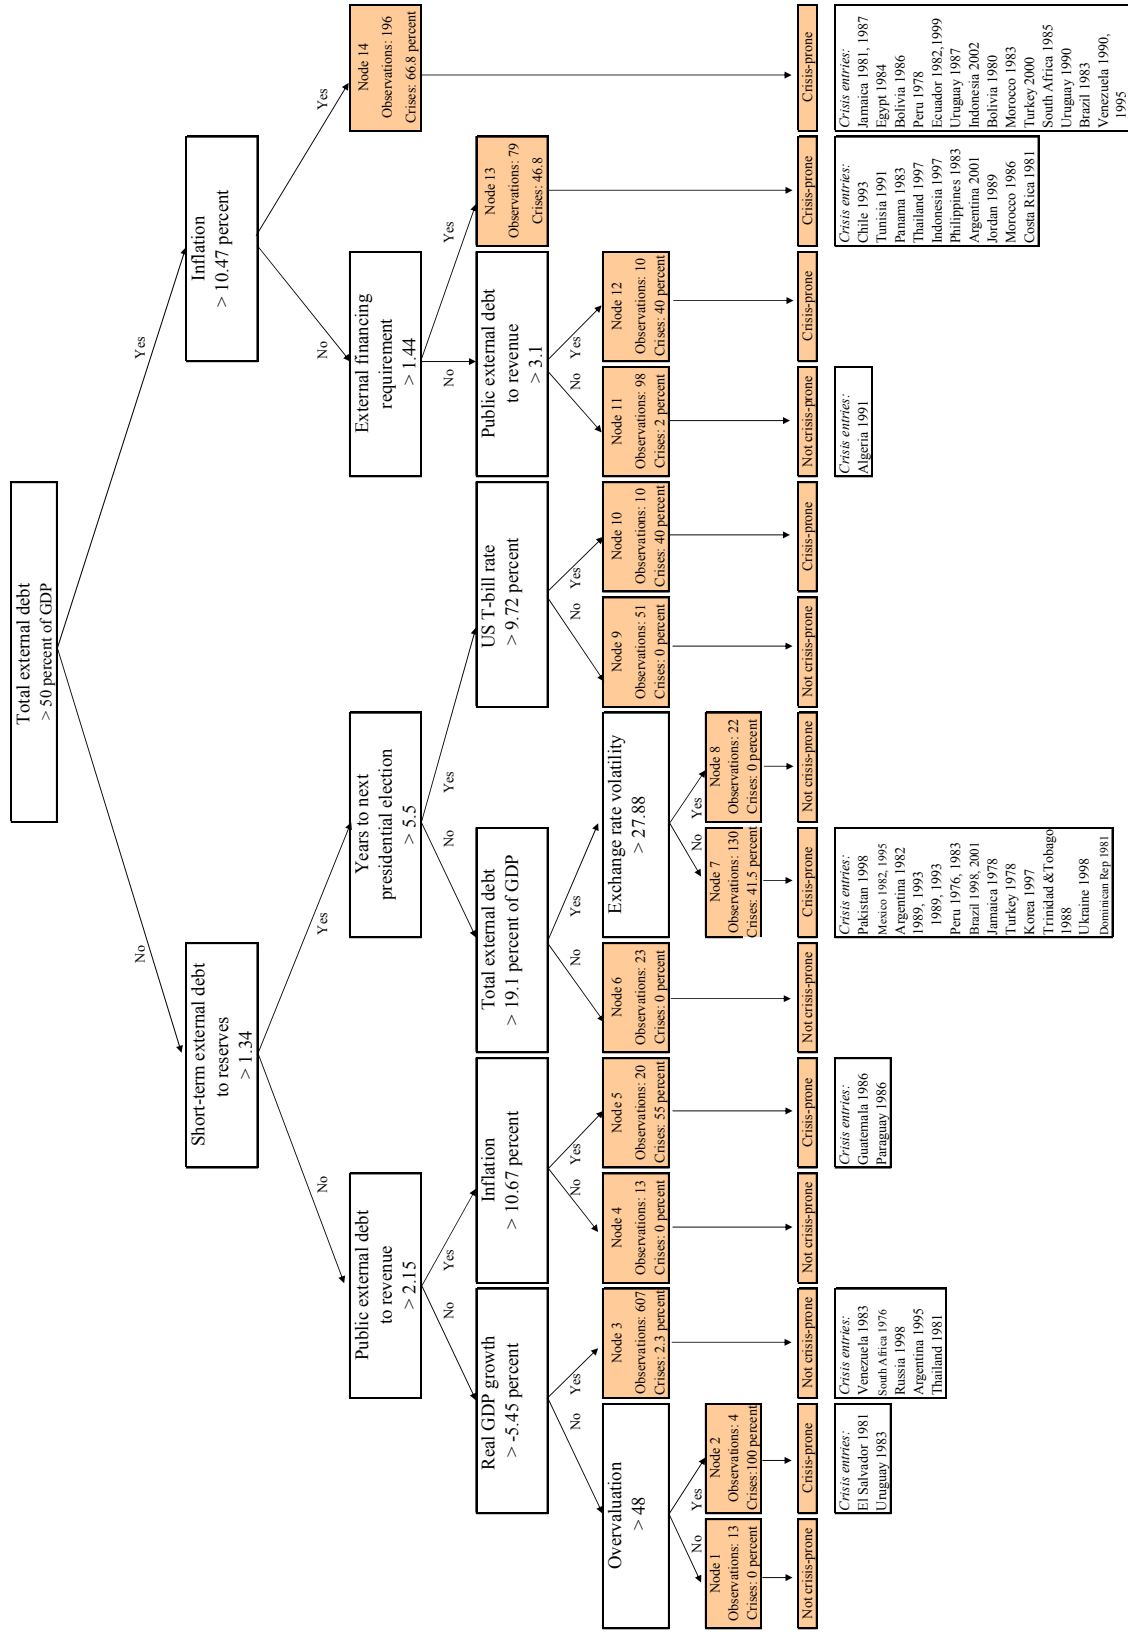 Total external debt
> 50 percent of GDP
No
Yes
Short-term external debt
to reserves
> 1.34
Inflation
> 10.47 percent
No
Yes
No
Yes
Public external debt
to revenue
> 2.15
Years to next
presidential election
> 5.5
External financing
requirement
> 1.44
Node 14
Observations: 196
Crises: 66.8 percent
No
Yes
No
Yes
No
Yes
Real GDP growth
> -5.45 percent
Inflation
> 10.67 percent
Total external debt
> 19.1 percent of GDP
US T-bill rate
> 9.72 percent
Public external debt
to revenue
> 3.1
Node 13
Observations: 79
Crises: 46.8
No
Yes
No
Yes
No
Yes
No
Yes
No
Yes
Overvaluation
> 48
Node 3
Observations: 607
Crises: 2.3 percent
Node 4
Observations: 13
Crises: 0 percent
Node 5
Observations: 20
Crises: 55 percent
Node 6
Observations: 23
Crises: 0 percent
Exchange rate volatility
> 27.88
Node 9
Observations: 51
Crises: 0 percent
Node 10
Observations: 10
Crises: 40 percent
Node 11
Observations: 98
Crises: 2 percent
Node 12
Observations: 10
Crises: 40 percent
No
Yes
No
Yes
Node 1
Observations: 13
Crises: 0 percent
Node 2
Observations: 4
Crises:100 percent
Node 7
Observations: 130
Crises: 41.5 percent
Node 8
Observations: 22
Crises: 0 percent
Not crisis-prone
Crisis-prone
Not crisis-prone
Not crisis-prone
Crisis-prone
Not crisis-prone
Crisis-prone
Not crisis-prone
Not crisis-prone
Crisis-prone
Not crisis-prone
Crisis-prone
Crisis-prone
Crisis-prone
Crisis entries:
El Salvador 1981
Uruguay 1983
Crisis entries:
Venezuela 1983
South Africa 1976
Russia 1998
Argentina 1995
Thailand 1981
Crisis entries:
Guatemala 1986
Paraguay 1986
Crisis entries:
Pakistan 1998
Mexico 1982, 1995
Argentina 1982
1989, 1993
1989, 1993
Peru 1976, 1983
Brazil 1998, 2001
Jamaica 1978
Turkey 1978
Korea 1997
Trinidad &Tobago
1988
Ukraine 1998
Dominican Rep 1981
Crisis entries:
Algeria 1991
Crisis entries:
Chile 1993
Tunisia 1991
Panama 1983
Thailand 1997
Indonesia 1997
Philippines 1983
Argentina 2001
Jordan 1989
Morocco 1986
Costa Rica 1981
Crisis entries:
Jamaica 1981, 1987
Egypt 1984
Bolivia 1986
Peru 1978
Ecuador 1982,1999
Uruguay 1987
Indonesia 2002
Bolivia 1980
Morocco 1983
Turkey 2000
South Africa 1985
Uruguay 1990
Brazil 1983
Venezuela 1990,
1995